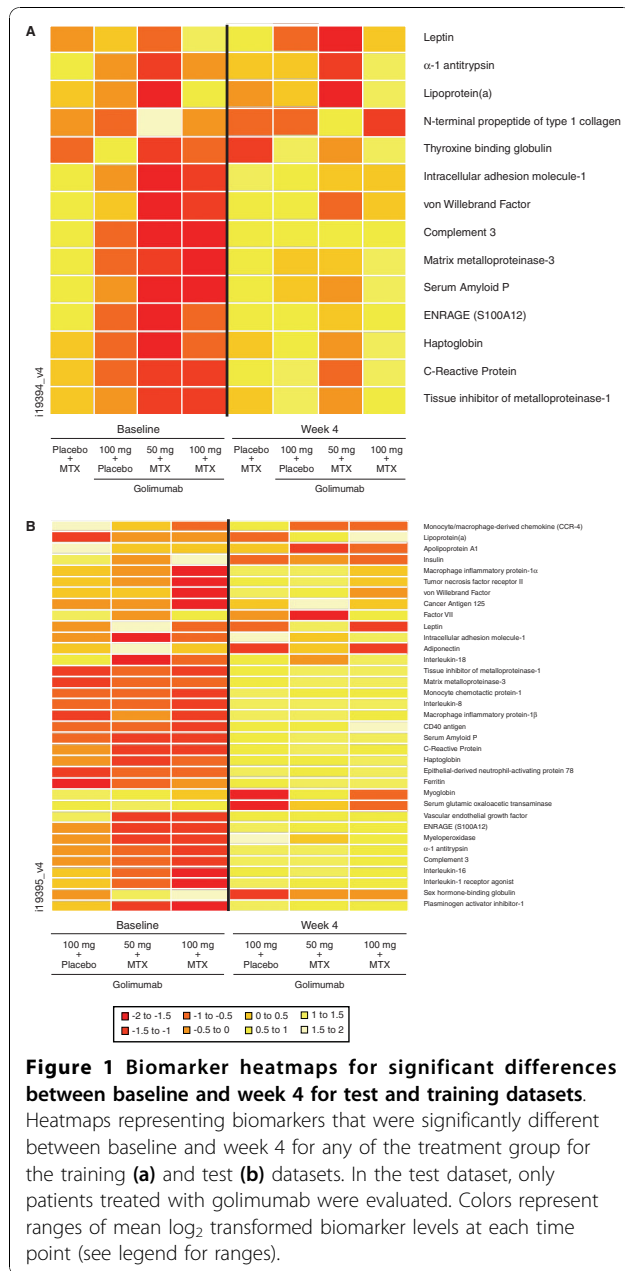 A
Leptin
α-1 antitrypsin
Lipoprotein(a)
N-terminal propeptide of type 1 collagen
Thyroxine binding globulin
Intracellular adhesion molecule-1
von Willebrand Factor
Complement 3
Matrix metalloproteinase-3
Serum Amyloid P
ENRAGE (S100A12)
Haptoglobin
C-Reactive Protein
Tissue inhibitor of metalloproteinase-1
i19394_v4
Baseline Week 4
Placebo 100 mg 50 mg 100 mg Placebo 100 mg 50 mg 100 mg
+ + + + + + + +
MTX Placebo MTX MTX MTX Placebo MTX MTX
Golimumab Golimumab
B
Monocyte/macrophage-derived chemokine (CCR-4)
Lipoprotein(a)
Apolipoprotein A1
Insulin
Macrophage inflammatory protein-1α
Tumor necrosis factor receptor II
von Willebrand Factor
Cancer Antigen 125
Factor VII
Leptin
Intracellular adhesion molecule-1
Adiponectin
Interleukin-18
Tissue inhibitor of metalloproteinase-1
Matrix metalloproteinase-3
Monocyte chemotactic protein-1
Interleukin-8
Macrophage inflammatory protein-1β
CD40 antigen
Serum Amyloid P
C-Reactive Protein
Haptoglobin
Epithelial-derived neutrophil-activating protein 78
Ferritin
Myoglobin
Serum glutamic oxaloacetic transaminase
Vascular endothelial growth factor
ENRAGE (S100A12)
Myeloperoxidase
α-1 antitrypsin
Complement 3
Interleukin-16
Interleukin-1 receptor agonist
Sex hormone-binding globulin
Plasminogen activator inhibitor-1
i19395_v4
Baseline Week 4
100 mg 50 mg 100 mg 100 mg 50 mg 100 mg
+ + + + + +
Placebo MTX MTX Placebo MTX MTX
Golimumab Golimumab
-2 to -1.5 -1 to -0.5 0 to 0.5 1 to 1.5
-1.5 to -1 -0.5 to 0 0.5 to 1 1.5 to 2
Figure 1 Biomarker heatmaps for significant differences
between baseline and week 4 for test and training datasets.
Heatmaps representing biomarkers that were significantly different
between baseline and week 4 for any of the treatment group for
the training (a) and test (b) datasets. In the test dataset, only
patients treated with golimumab were evaluated. Colors represent
ranges of mean log2 transformed biomarker levels at each time
point (see legend for ranges).